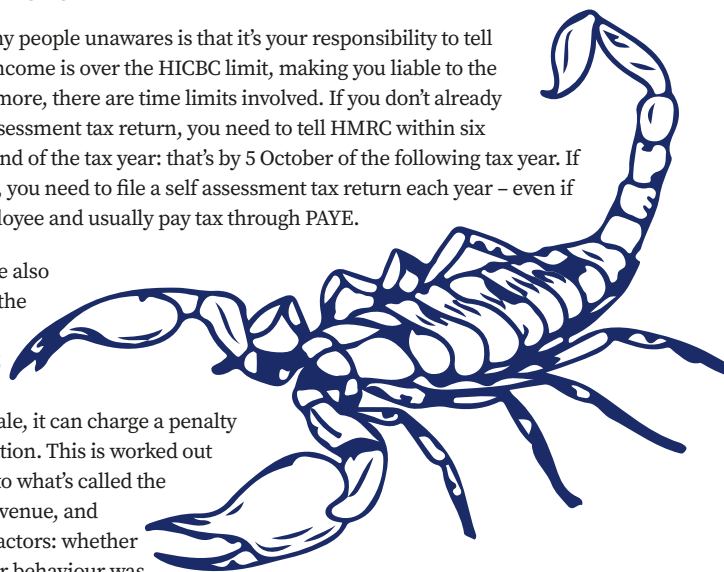 ny people unawares is that it’s your responsibility to tell
ncome is over the HICBC limit, making you liable to the
more, there are time limits involved. If you don’t already
sessment tax return, you need to tell HMRC within six
nd of the tax year: that’s by 5 October of the following tax year. If
, you need to file a self assessment tax return each year – even if
loyee and usually pay tax through PAYE.
e also
the
ale, it can charge a penalty
tion. This is worked out
to what’s called the
venue, and
actors: whether
r behaviour was